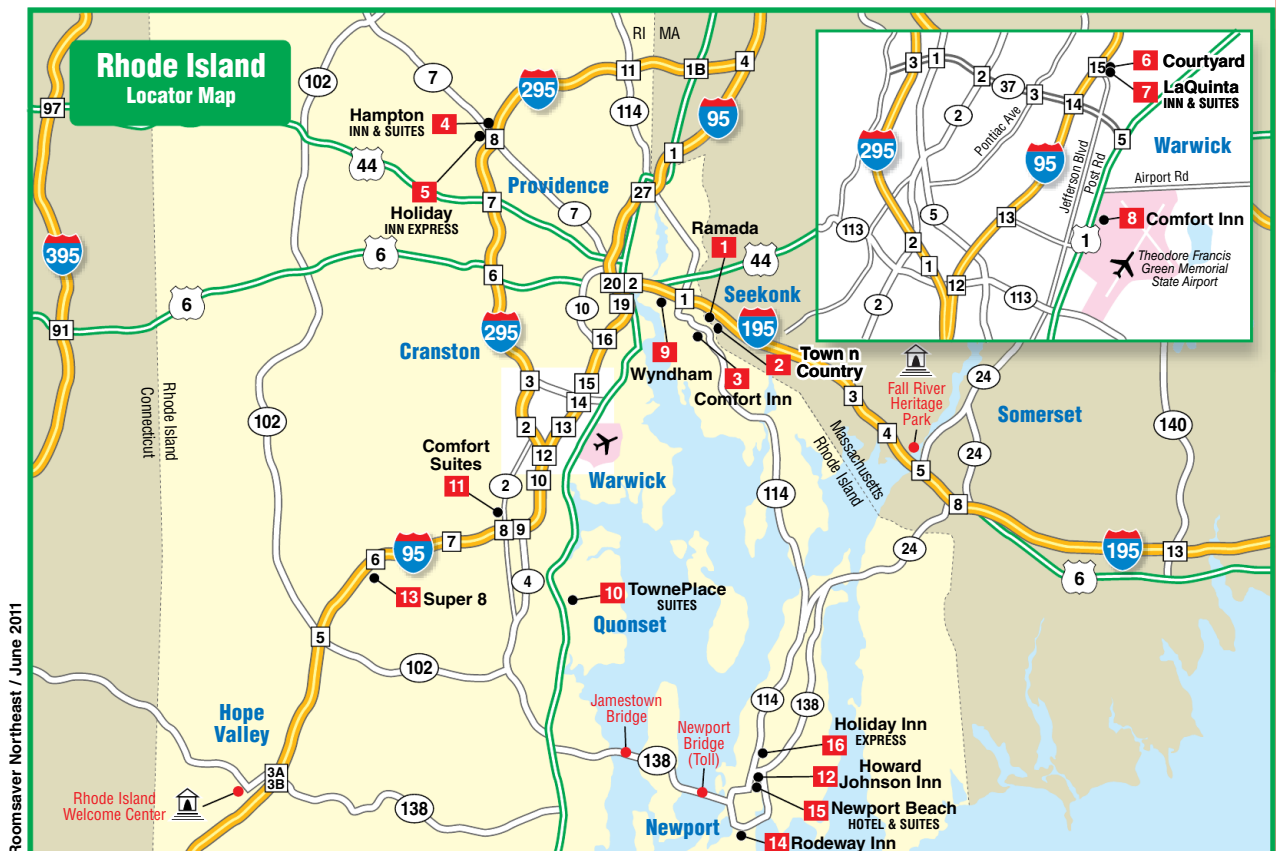 Rhode Island
Locator Map
RI
MA
102
7
295
11
1B
4
114
95
97
Hampton
INN & SUITES
4
8
1
44
5
Holiday
INN EXPRESS
Providence
27
7
7
Ramada
1
395
6
6
6
20
2
19
10
1
44
Seekonk
91
295
16
9
Wyndham
195
2
Town n
Country
3
Comfort Inn
Cranston
3
15
14
2
13
12
10
Connecticut
Rhode Island
102
Comfort
Suites
11
2
Warwick
8
9
7
95
6
13
Super 8
4
10
TownePlace
SUITES
Quonset
5
102
3
4
Massachusetts
Rhode Island
Fall River
Heritage
Park
5
24
Somerset
24
140
8
114
24
195
13
6
Hope
Valley
3A
3B
Rhode Island
Welcome Center
138
Jamestown
Bridge
138
Newport
Bridge
(Toll)
114
138
Holiday Inn
EXPRESS
16
12
Howard
Johnson Inn
15
Newport Beach
HOTEL & SUITES
Newport
14
Rodeway Inn
3
1
2
37
3
15
6
Courtyard
7
LaQuinta
INN & SUITES
14
2
Pontiac Ave
5
Warwick
295
95
Jefferson Blvd
Post Rd
Airport Rd
5
13
8
Comfort Inn
113
2
1
1
12
Theodore Francis
Green Memorial
State Airport
2
113
Roomsaver Northeast / June 2011